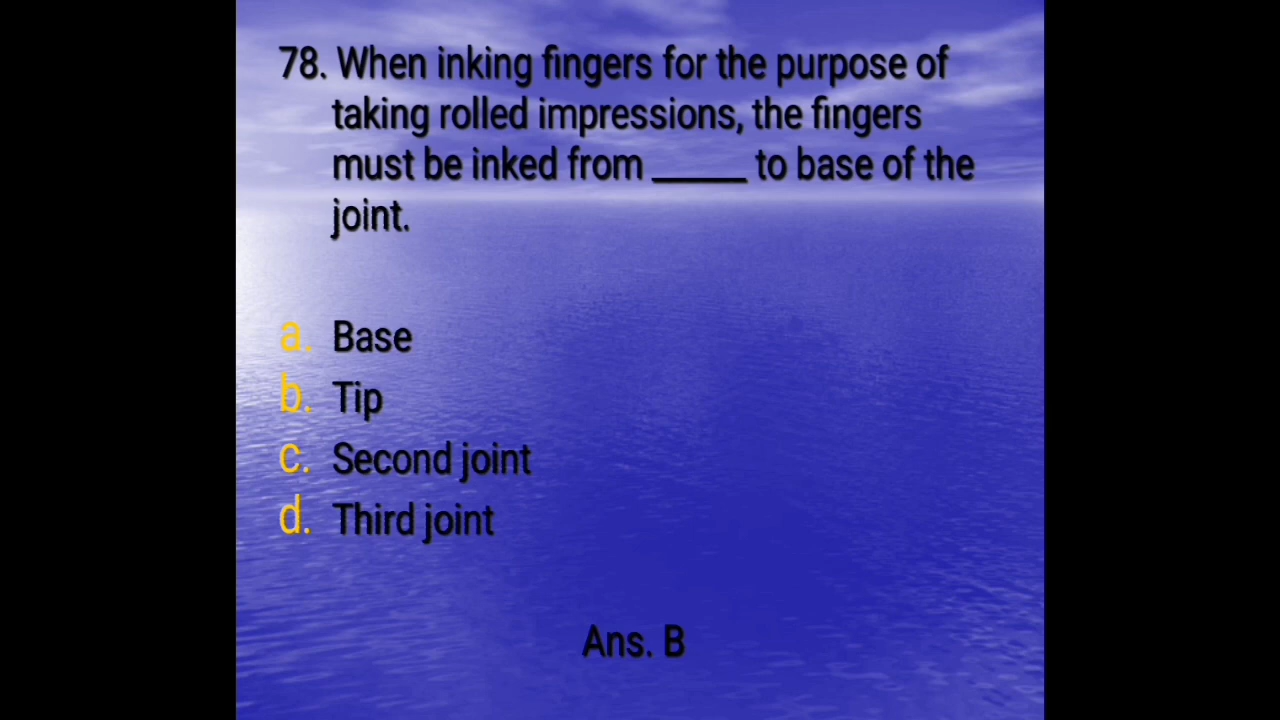 78. When inking fingers for the purpose of
taking rolled impressions, the fingers
must be inked from ______ to base of the
joint.
a. Base
b. Tip
c. Second joint
d. Third joint
Ans. B